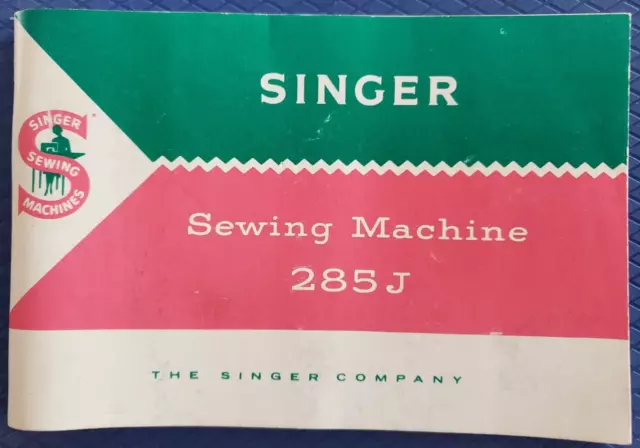 SINGER
SINGER
SEWING
MACHINES
Sewing Machine
285J
THE SINGER COMPANY